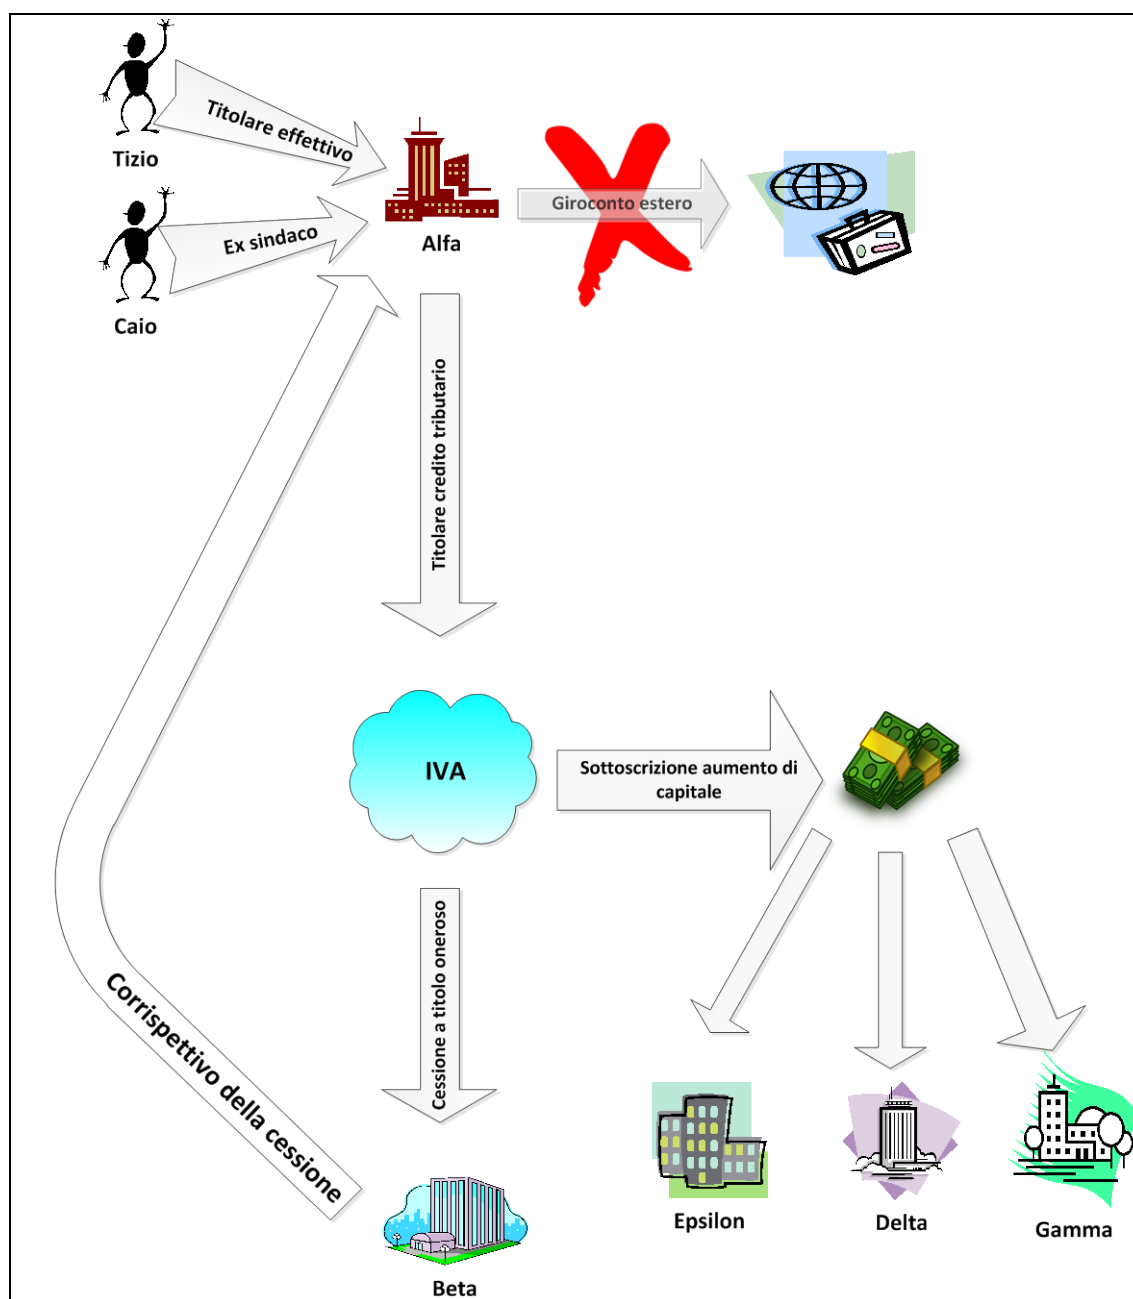 Titolare effettivo
Tizio
Ex sindaco
Caio
Alfa
Giroconto estero
Titolare credito tributario
IVA
Sottoscrizione aumento di
capitale
Cessione a titolo oneroso
Corrispettivo della cessione
Epsilon
Delta
Gamma
Beta